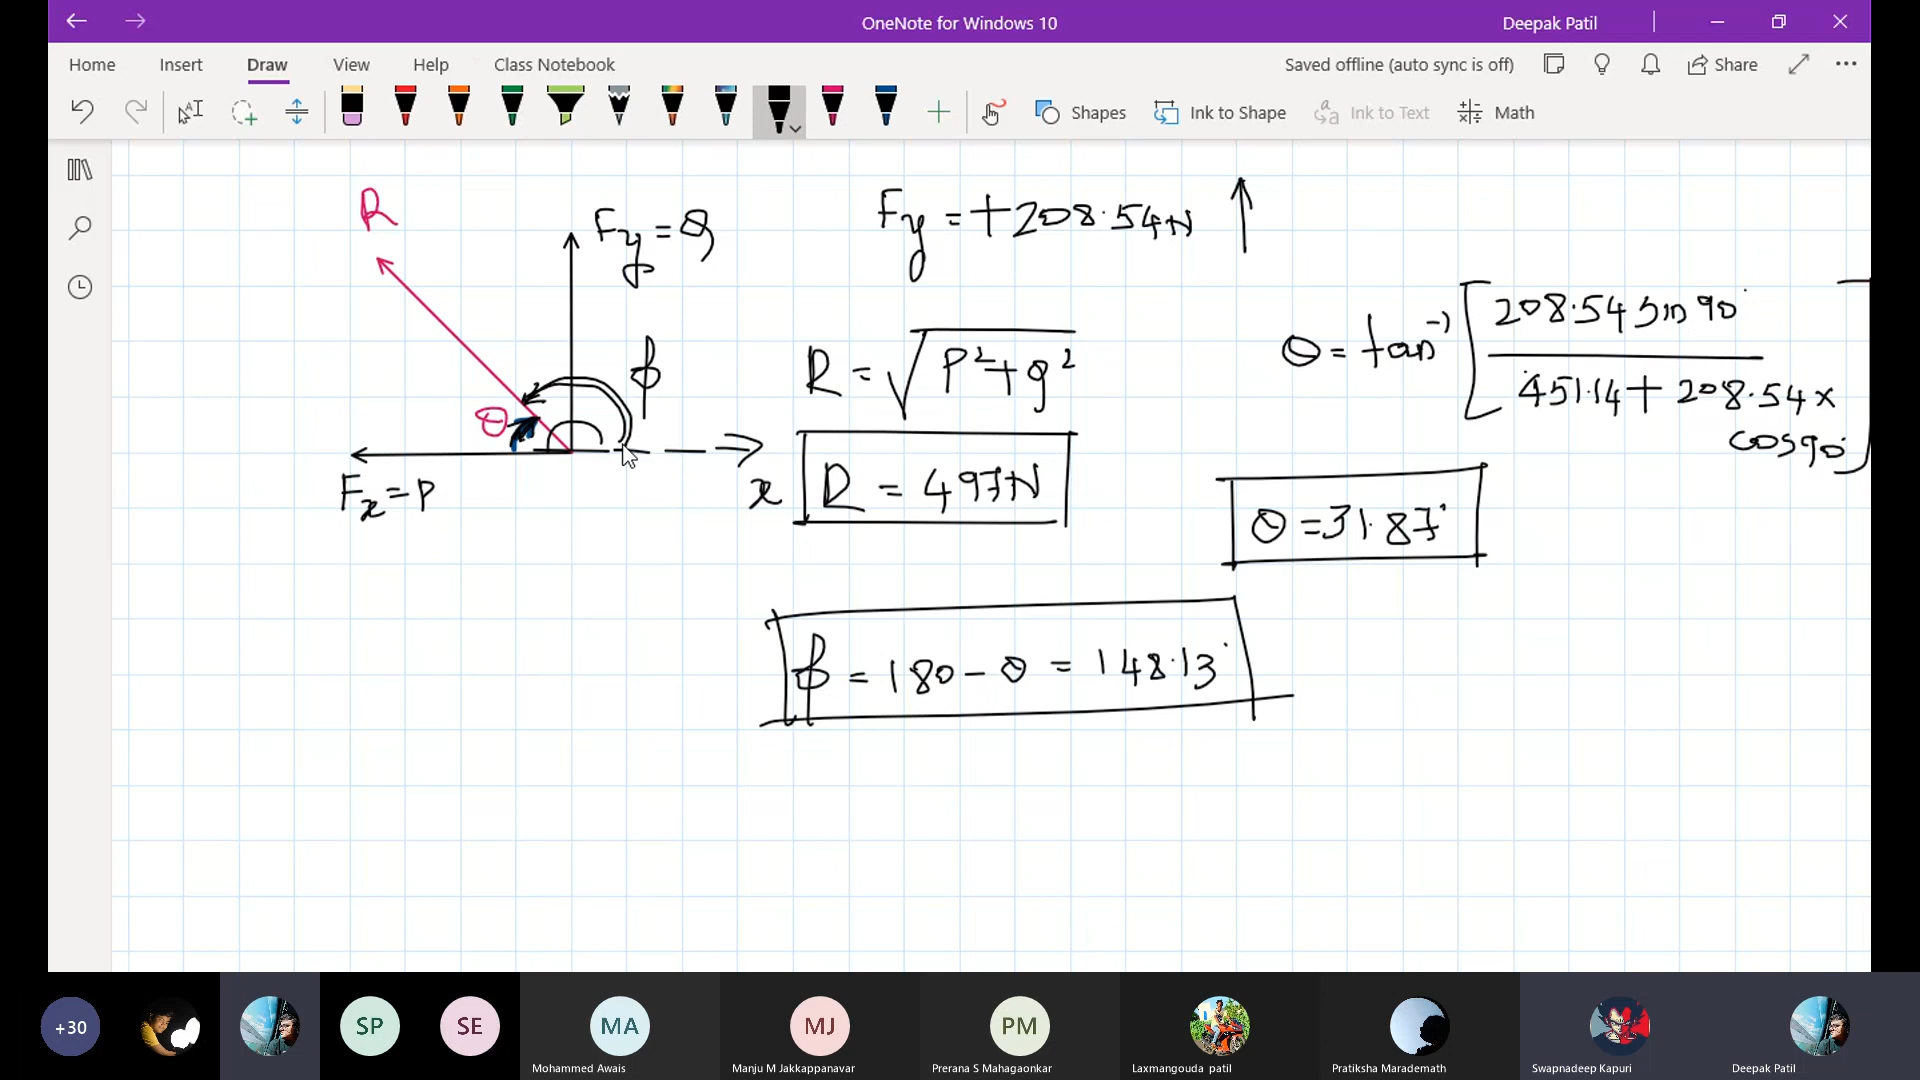 OneNote for Windows 10
Deepak Patil
Home Insert Draw View Help Class Notebook
Saved offline (auto sync is off) Share
Shapes Ink to Shape Ink to Text Math
R
Fy = Q
Fy = +208.54N ↑
θ = tan⁻¹ [ 208.54 sin 90°
451.14 + 208.54 x
cos 90° ]
R = √P² + Q²
ϕ
θ
x
Fx = P
R = 497N
θ = 31.87°
ϕ = 180 - θ = 148.13°
+30 SP SE MA MJ PM
Mohammed Awais Manju M Jakkappanavar Prerana S Mahagaonkar Laxmangouda patil Pratiksha Marademath Swapnadeep Kapuri Deepak Patil